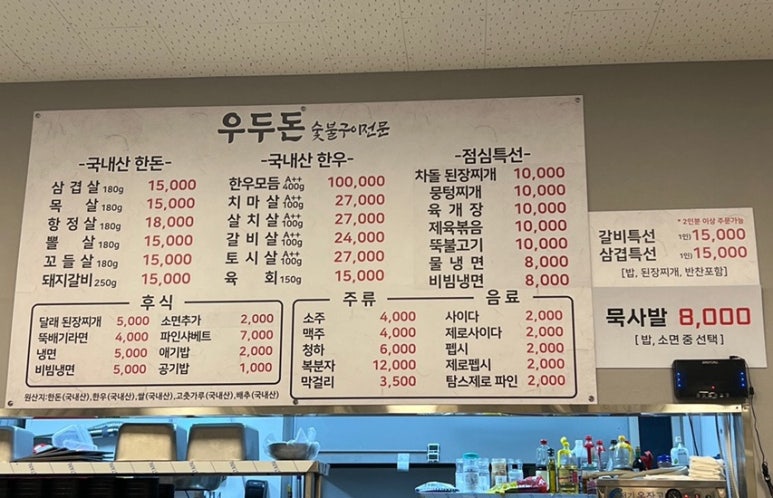 우두돈 숯불구이전문
-국내산 한돈-
삼겹살 180g 15,000
목살 180g 15,000
항정살 180g 18,000
뽈살 180g 15,000
꼬들살 180g 15,000
돼지갈비 250g 15,000
-국내산 한우-
한우모듬 A++ 400g 100,000
치마살 A++ 100g 27,000
살치살 A++ 100g 27,000
갈비살 A++ 100g 24,000
토시살 A++ 100g 27,000
육회 150g 15,000
-점심특선-
차돌 된장찌개 10,000
뭉텅찌개 10,000
육개장 10,000
제육볶음 10,000
뚝불고기 10,000
물냉면 8,000
비빔냉면 8,000
후식
달래 된장찌개 5,000 소면추가 2,000
뚝배기라면 4,000 파인샤베트 7,000
냉면 5,000 애기밥 2,000
비빔냉면 5,000 공기밥 1,000
주류
소주 4,000
맥주 4,000
청하 6,000
복분자 12,000
막걸리 3,500
음료
사이다 2,000
제로사이다 2,000
펩시 2,000
제로펩시 2,000
탐스제로 파인 2,000
원산지:한돈(국내산),한우(국내산),쌀(국내산),고춧가루(국내산),배추(국내산)
* 2인분 이상 주문가능
갈비특선 1인)15,000
삼겹특선 1인)15,000
[밥, 된장찌개, 반찬포함]
묵사발 8,000
[밥, 소면 중 선택]